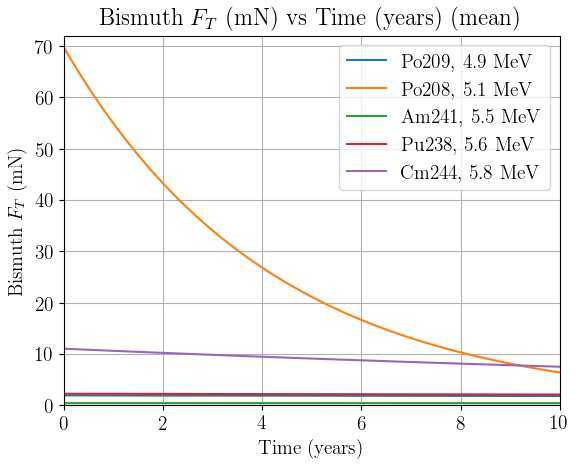 Bismuth F_T (mN) vs Time (years) (mean)
Po209, 4.9 MeV
Po208, 5.1 MeV
Am241, 5.5 MeV
Pu238, 5.6 MeV
Cm244, 5.8 MeV
Bismuth F_T (mN)
70
60
50
40
30
20
10
0
0 2 4 6 8 10
Time (years)